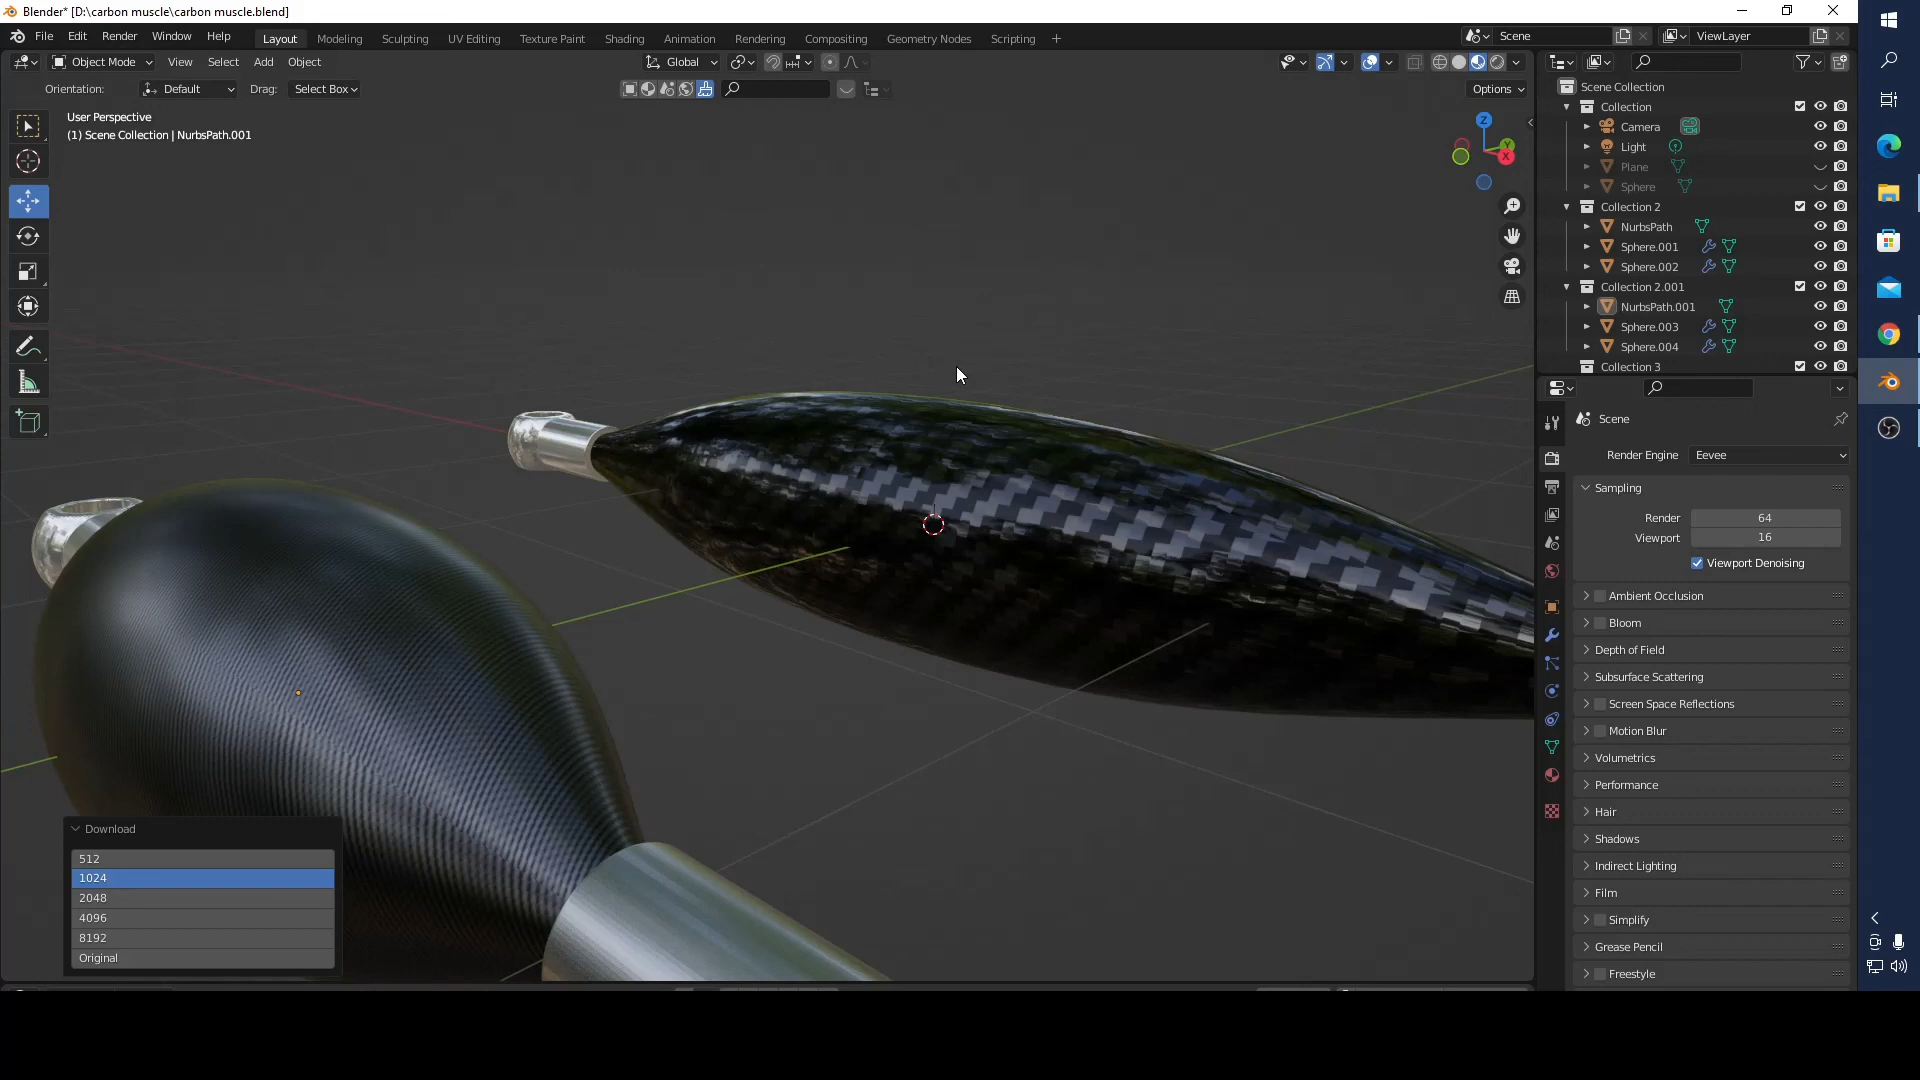 Blender* [D:\carbon muscle\carbon muscle.blend]
File Edit Render Window Help
Layout Modeling Sculpting UV Editing Texture Paint Shading Animation Rendering Compositing Geometry Nodes Scripting +
Scene
ViewLayer
Object Mode View Select Add Object
Global
Orientation: Default Drag: Select Box
Options
User Perspective
(1) Scene Collection | NurbsPath.001
Z
Y
X
Scene Collection
Collection
Camera
Light
Plane
Sphere
Collection 2
NurbsPath
Sphere.001
Sphere.002
Collection 2.001
NurbsPath.001
Sphere.003
Sphere.004
Collection 3
Scene
Render Engine Eevee
Sampling
Render 64
Viewport 16
Viewport Denoising
Ambient Occlusion
Bloom
Depth of Field
Subsurface Scattering
Screen Space Reflections
Motion Blur
Volumetrics
Performance
Hair
Shadows
Indirect Lighting
Film
Simplify
Grease Pencil
Freestyle
Download
512
1024
2048
4096
8192
Original